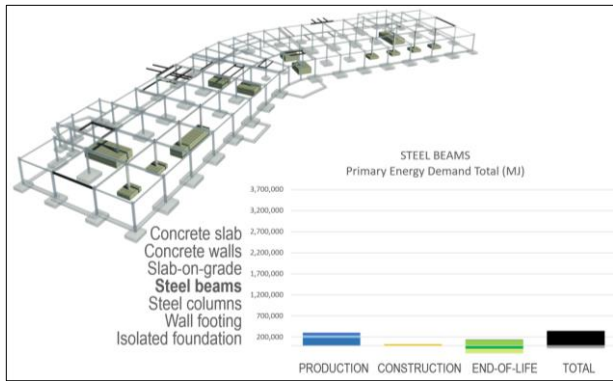 STEEL BEAMS
Primary Energy Demand Total (MJ)
3,700,000
3,200,000
2,700,000
2,200,000
1,700,000
1,200,000
700,000
200,000
Concrete slab
Concrete walls
Slab-on-grade
Steel beams
Steel columns
Wall footing
Isolated foundation
PRODUCTION CONSTRUCTION END-OF-LIFE TOTAL